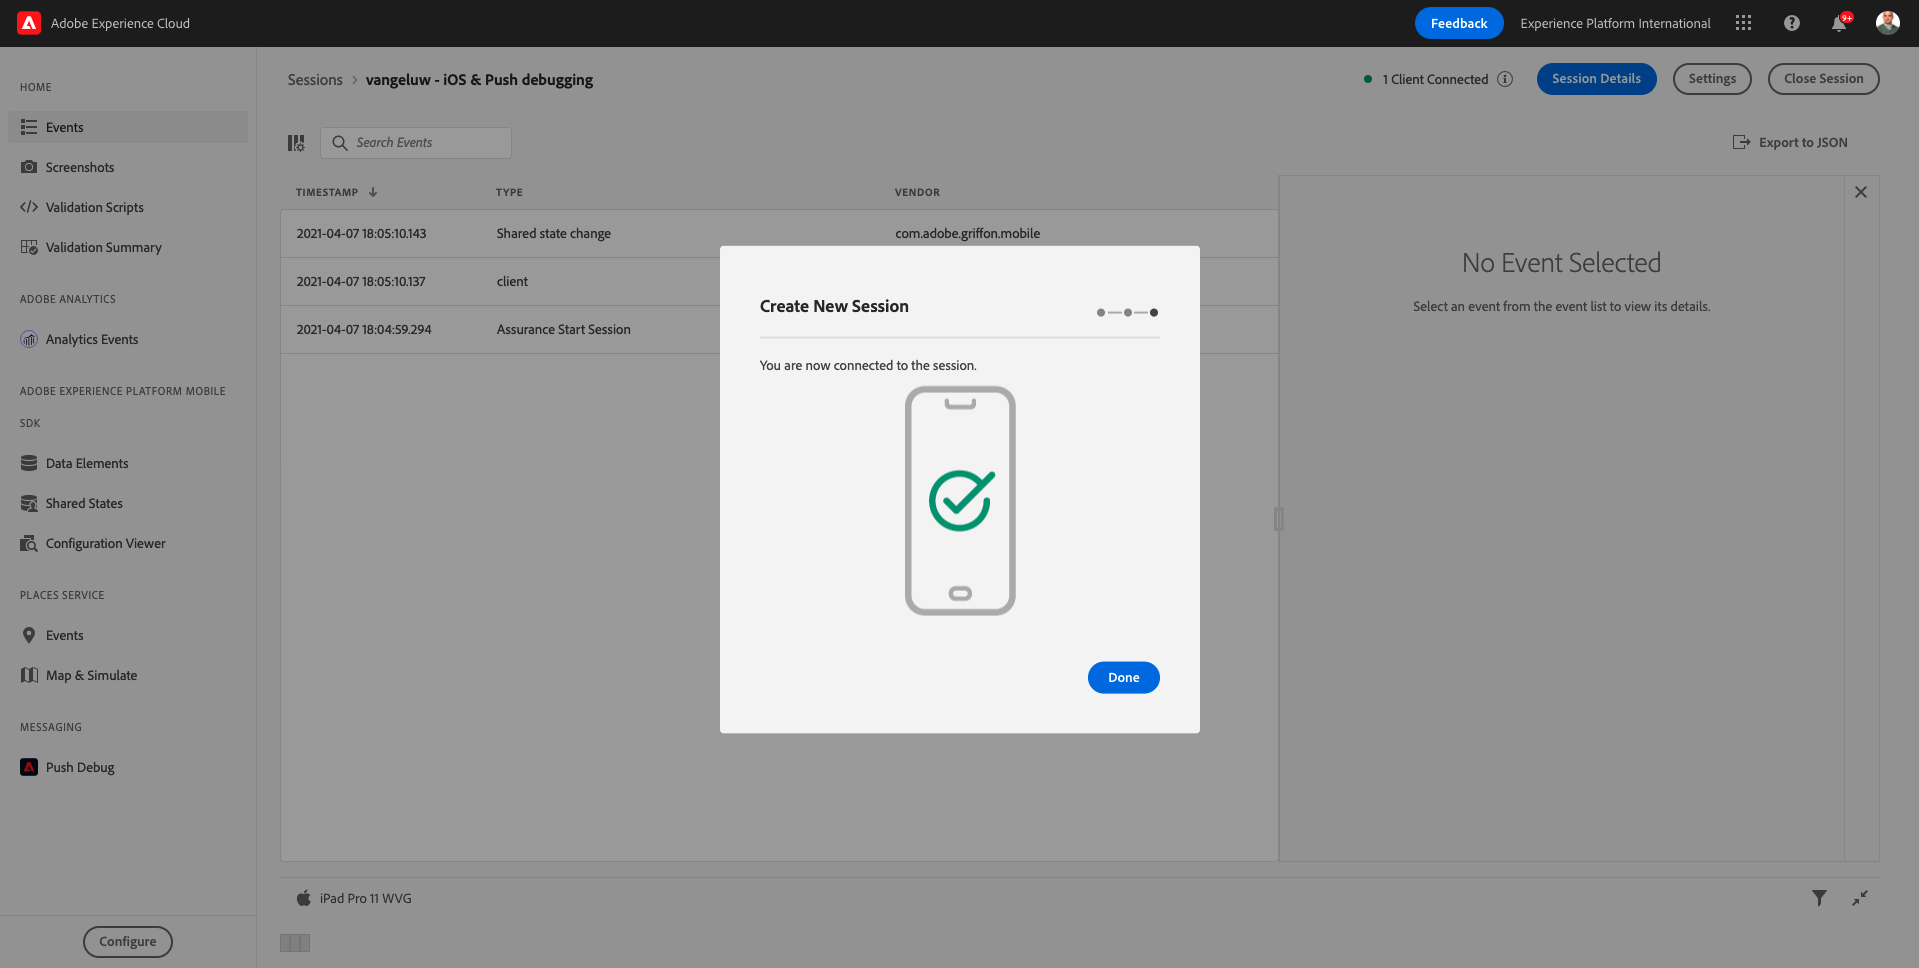 Adobe Experience Cloud
Feedback
Experience Platform International
9+
HOME
Events
Screenshots
Validation Scripts
Validation Summary
ADOBE ANALYTICS
Analytics Events
ADOBE EXPERIENCE PLATFORM MOBILE
SDK
Data Elements
Shared States
Configuration Viewer
PLACES SERVICE
Events
Map & Simulate
MESSAGING
Push Debug
Configure
Sessions > vangeluw - iOS & Push debugging
1 Client Connected
Session Details
Settings
Close Session
Search Events
Export to JSON
TIMESTAMP TYPE VENDOR
2021-04-07 18:05:10.143 Shared state change com.adobe.griffon.mobile
2021-04-07 18:05:10.137 client
2021-04-07 18:04:59.294 Assurance Start Session
No Event Selected
Select an event from the event list to view its details.
Create New Session
You are now connected to the session.
Done
iPad Pro 11 WVG